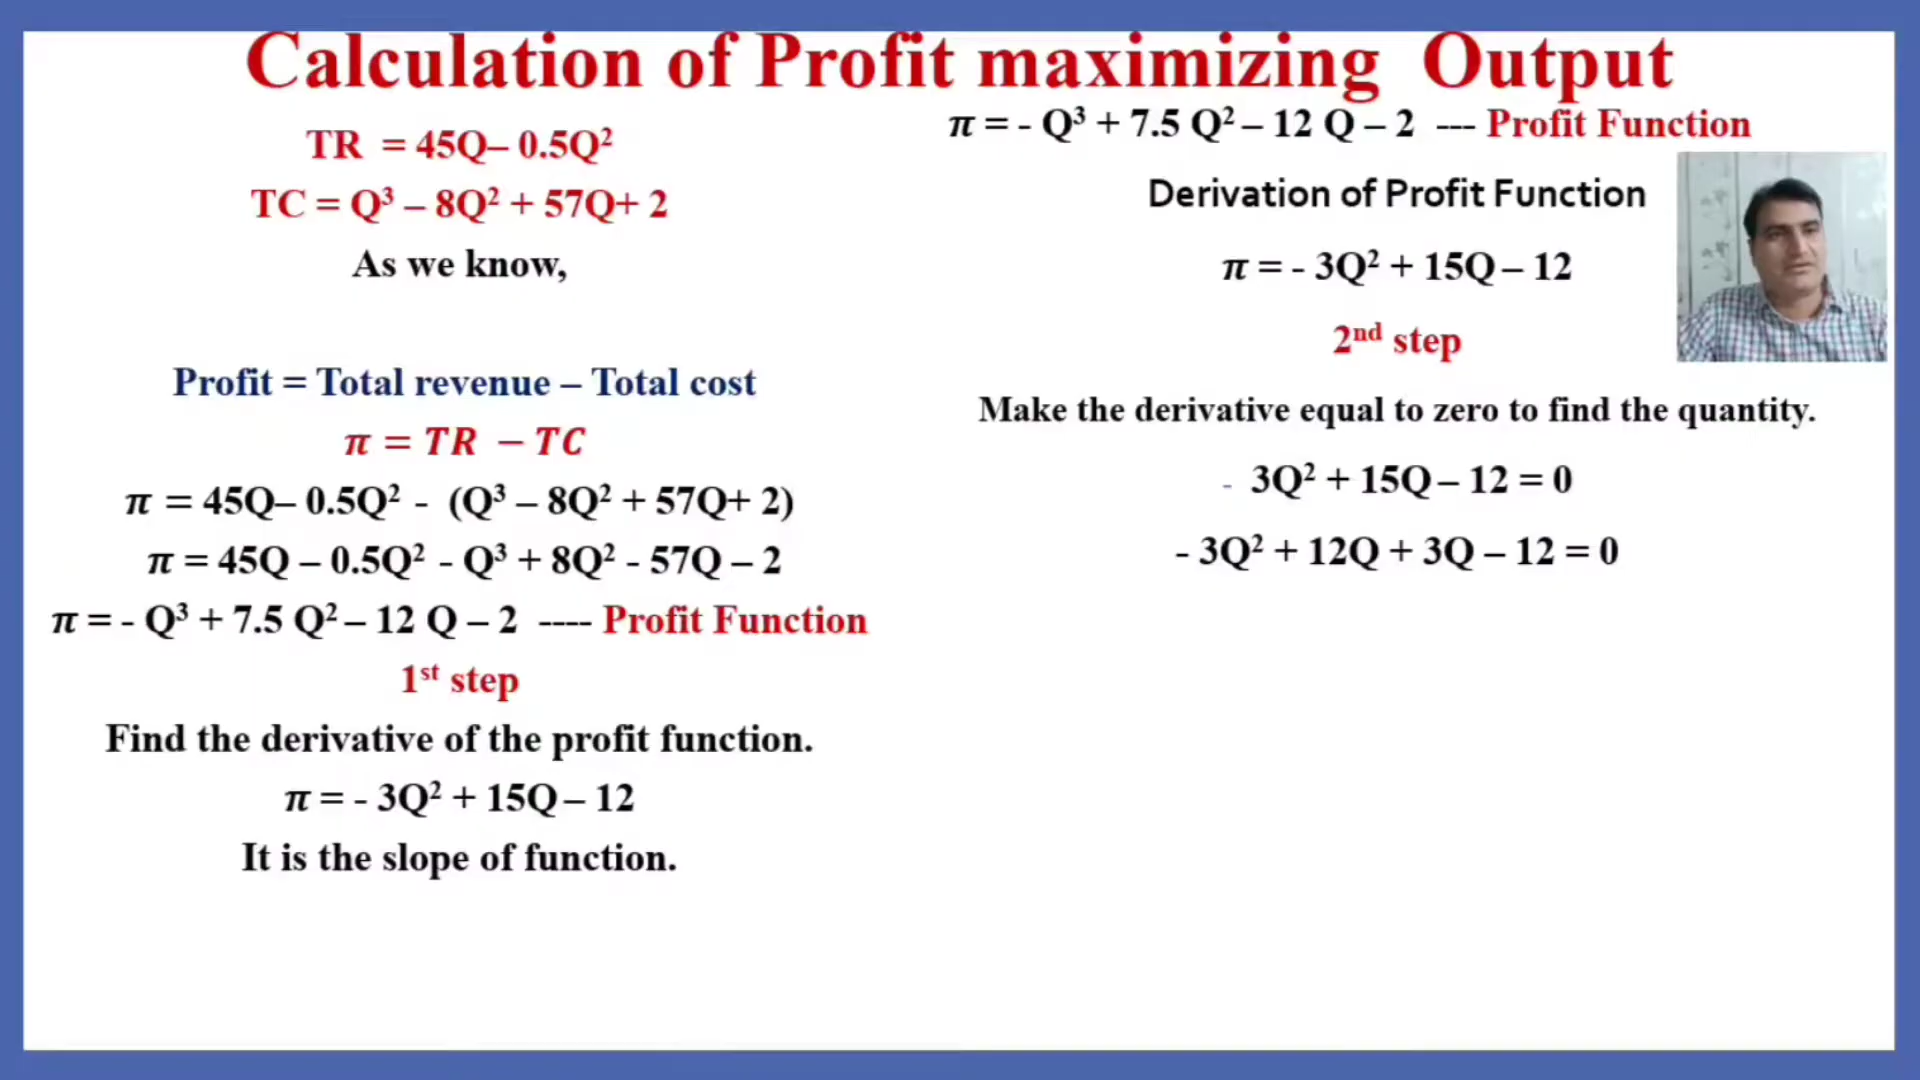 Calculation of Profit maximizing Output
TR = 45Q– 0.5Q²
TC = Q³ – 8Q² + 57Q+ 2
As we know,
Profit = Total revenue – Total cost
π = TR − TC
π = 45Q– 0.5Q² - (Q³ – 8Q² + 57Q+ 2)
π = 45Q – 0.5Q² - Q³ + 8Q² - 57Q – 2
π = - Q³ + 7.5 Q² – 12 Q – 2 ---- Profit Function
1st step
Find the derivative of the profit function.
π = - 3Q² + 15Q – 12
It is the slope of function.
π = - Q³ + 7.5 Q² – 12 Q – 2 --- Profit Function
Derivation of Profit Function
π = - 3Q² + 15Q – 12
2nd step
Make the derivative equal to zero to find the quantity.
- 3Q² + 15Q – 12 = 0
- 3Q² + 12Q + 3Q – 12 = 0